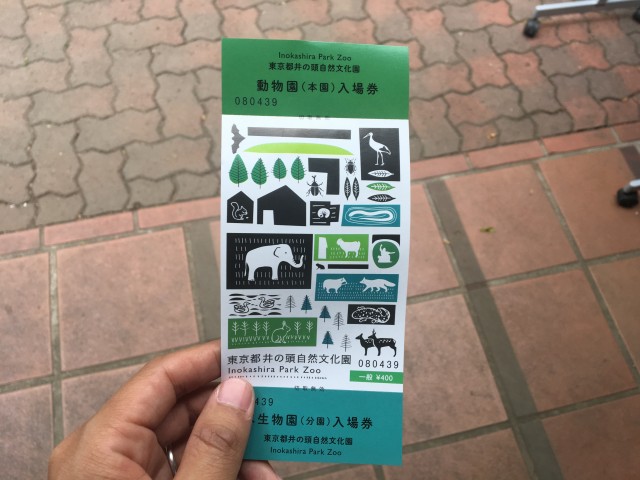 Inokashira Park Zoo
東京都井の頭自然文化園
動物園(本園)入場券
080439
東京都井の頭自然文化園
Inokashira Park Zoo
080439
一般 ¥400
439
生物園(分園)入場券
東京都井の頭自然文化園
Inokashira Park Zoo